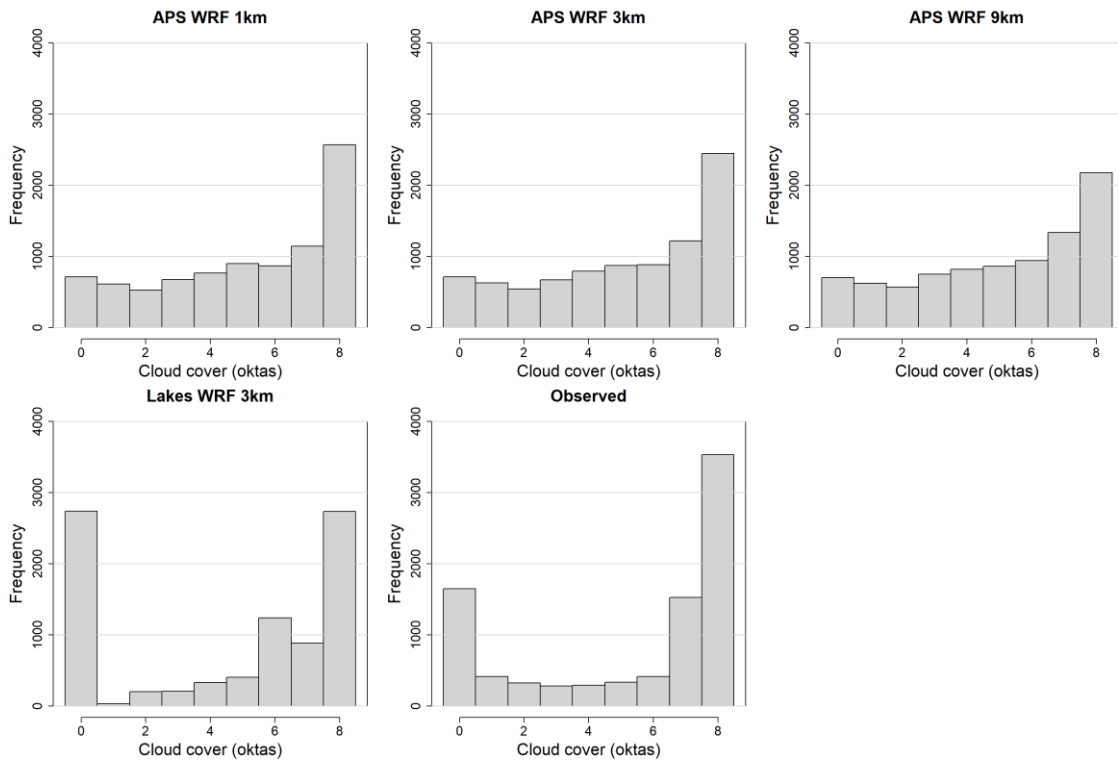 APS WRF 1km
4000
3000
2000
1000
0
Frequency
0 2 4 6 8
Cloud cover (oktas)
APS WRF 3km
4000
3000
2000
1000
0
Frequency
0 2 4 6 8
Cloud cover (oktas)
APS WRF 9km
4000
3000
2000
1000
0
Frequency
0 2 4 6 8
Cloud cover (oktas)
Lakes WRF 3km
4000
3000
2000
1000
0
Frequency
0 2 4 6 8
Cloud cover (oktas)
Observed
4000
3000
2000
1000
0
Frequency
0 2 4 6 8
Cloud cover (oktas)